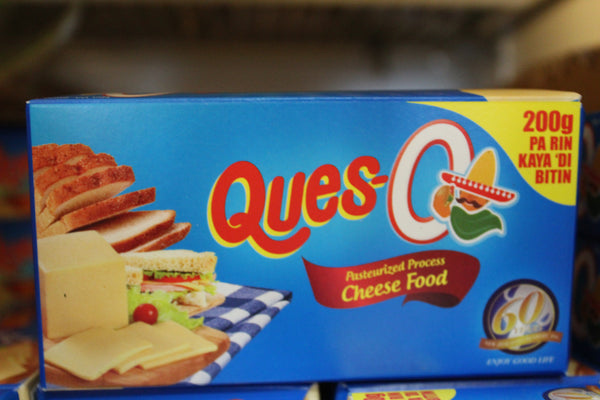 200g
PA RIN
KAYA 'DI
BITIN
Ques-O
Pasteurized Process
Cheese Food
60
ENJOY GOOD LIFE